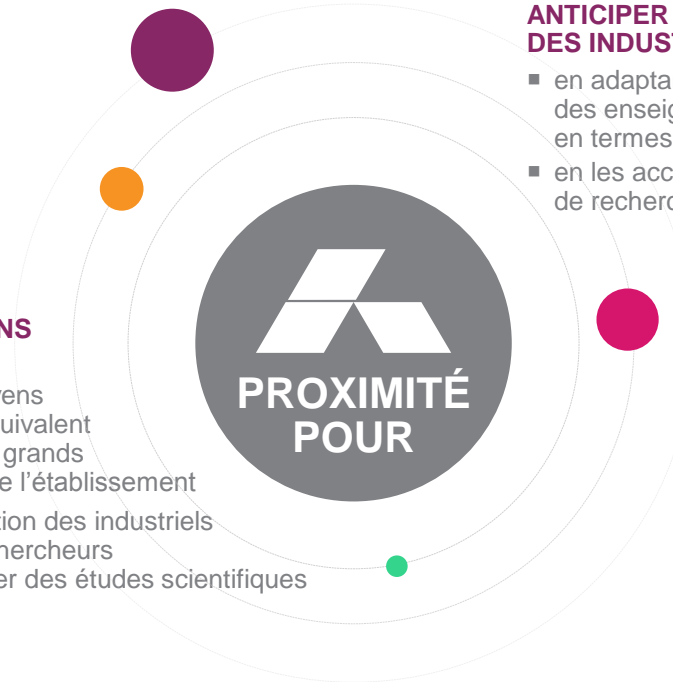 ANTICIPER
DES INDUST
en adapta
des enseig
en termes
en les acc
de recherc
PROXIMITÉ
POUR
NS
ens
uivalent
grands
e l’établissement
tion des industriels
hercheurs
er des études scientifiques